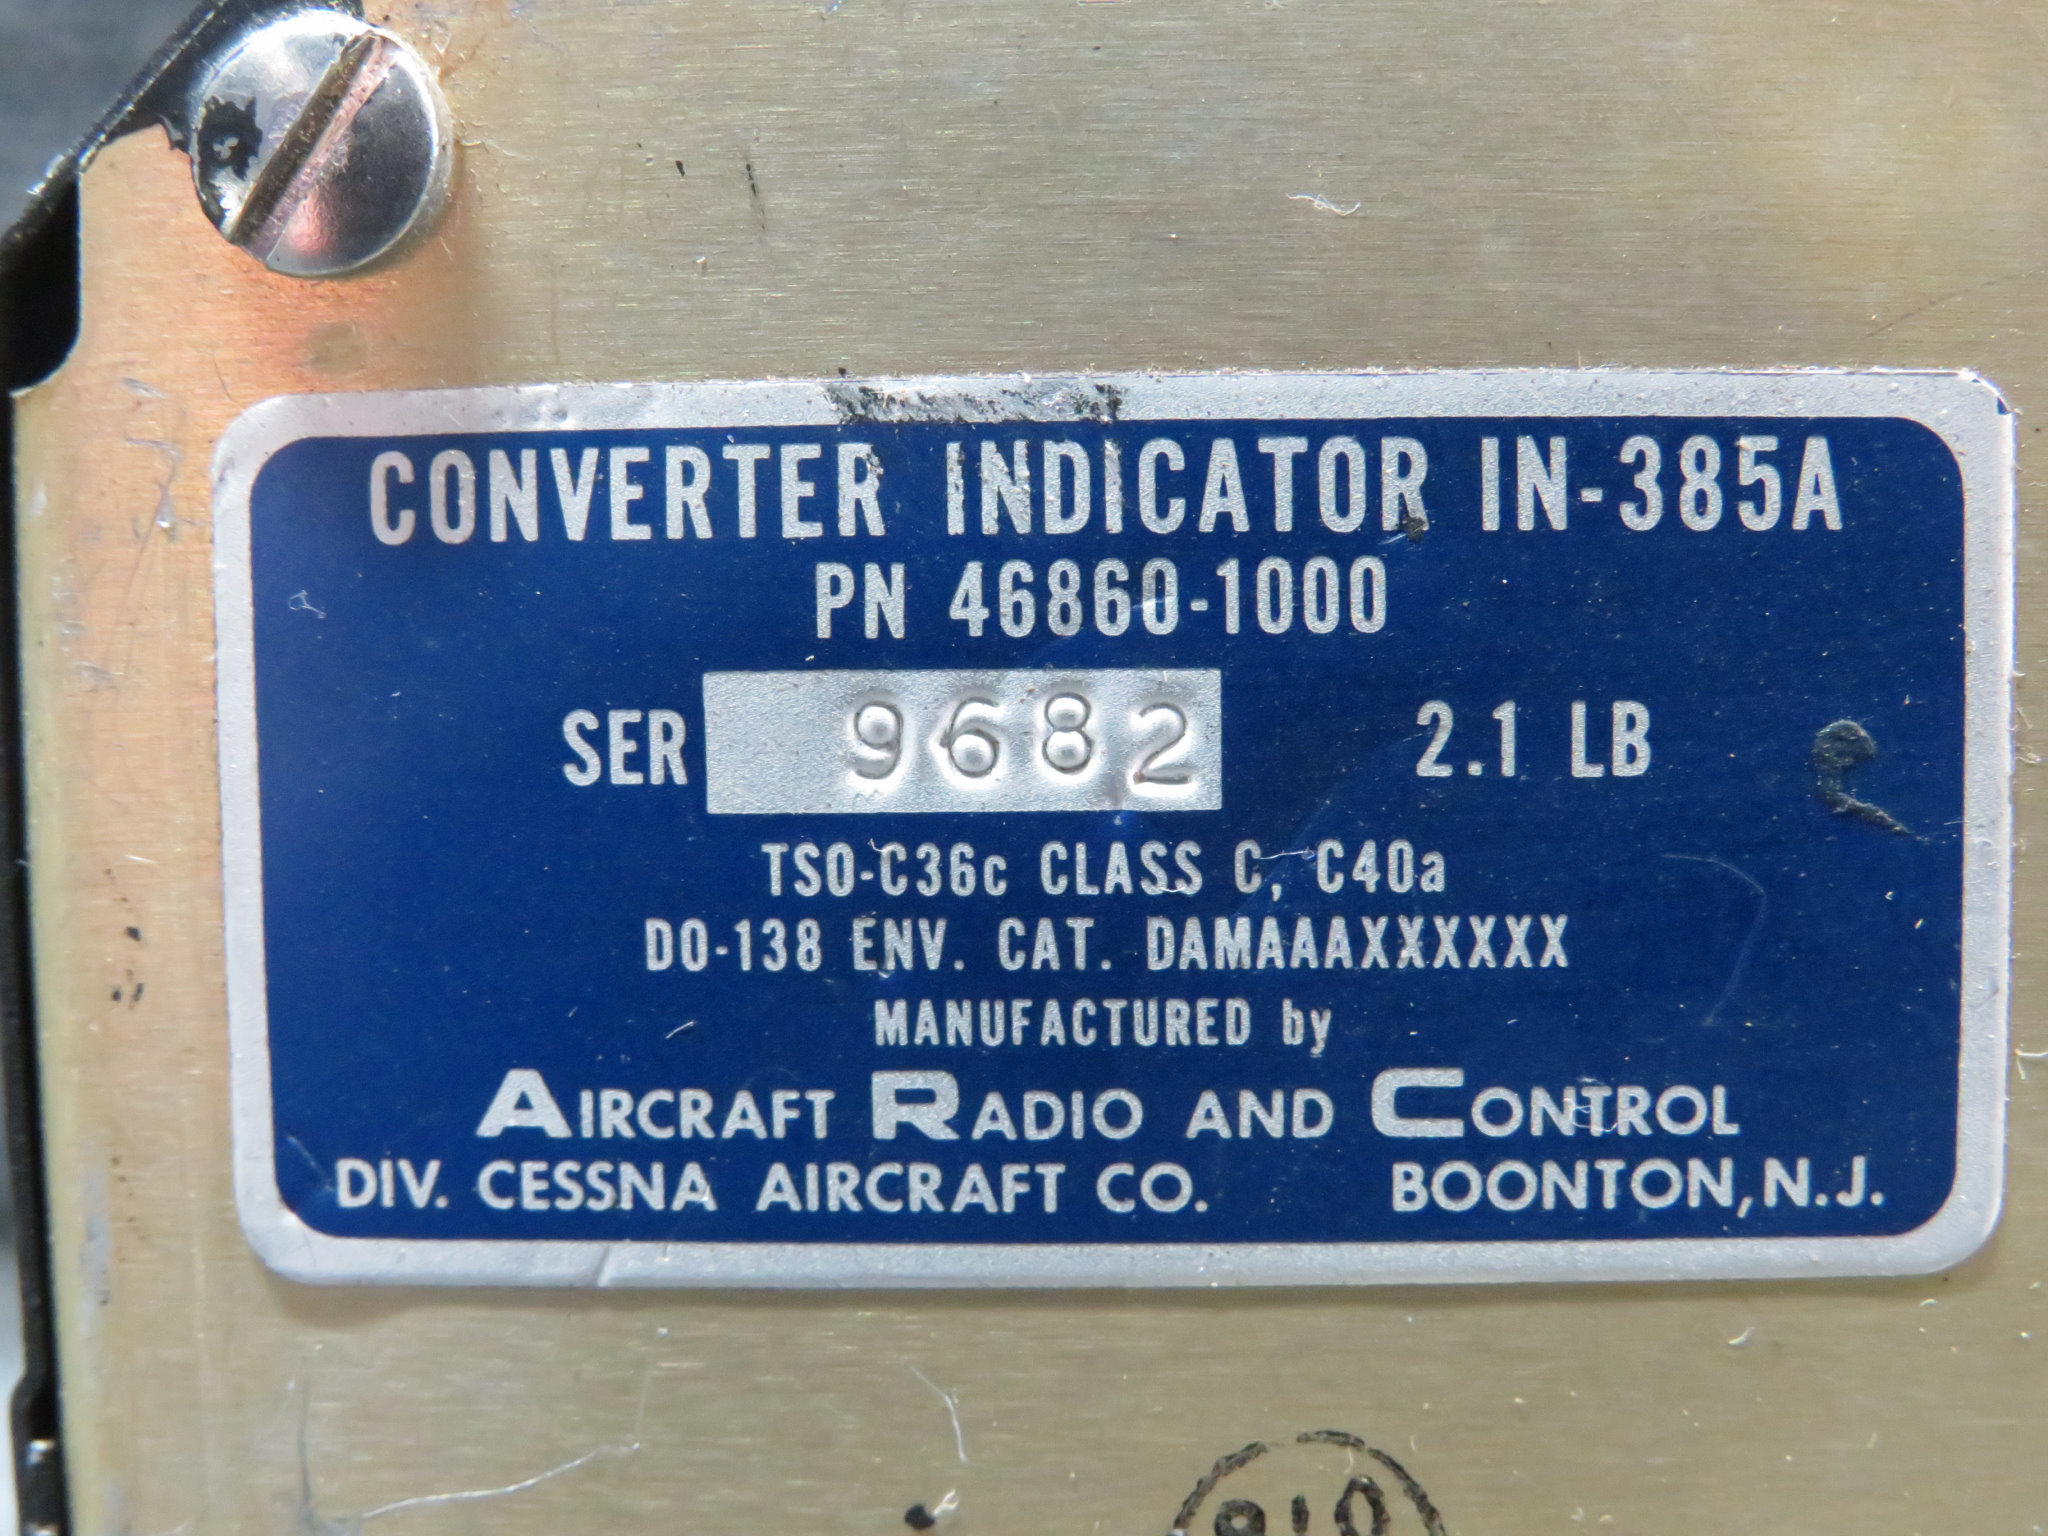 CONVERTER INDICATOR IN-385A
PN 46860-1000
SER 9682 2.1 LB
TSO-C36c CLASS C, C40a
DO-138 ENV. CAT. DAMAAAXXXXXX
MANUFACTURED by
AIRCRAFT RADIO AND CONTROL
DIV. CESSNA AIRCRAFT CO. BOONTON, N.J.